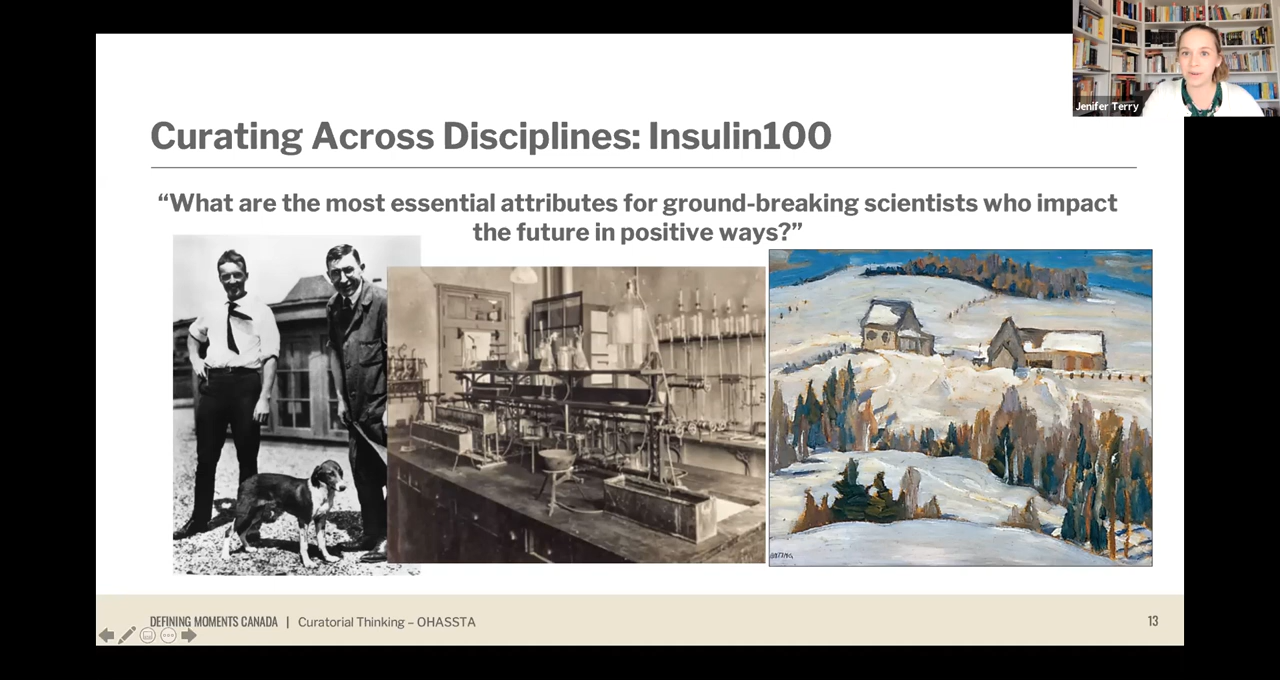 Jenifer Terry
Curating Across Disciplines: Insulin100
“What are the most essential attributes for ground-breaking scientists who impact
the future in positive ways?”
BANTING
DEFINING MOMENTS CANADA | Curatorial Thinking – OHASSTA
13